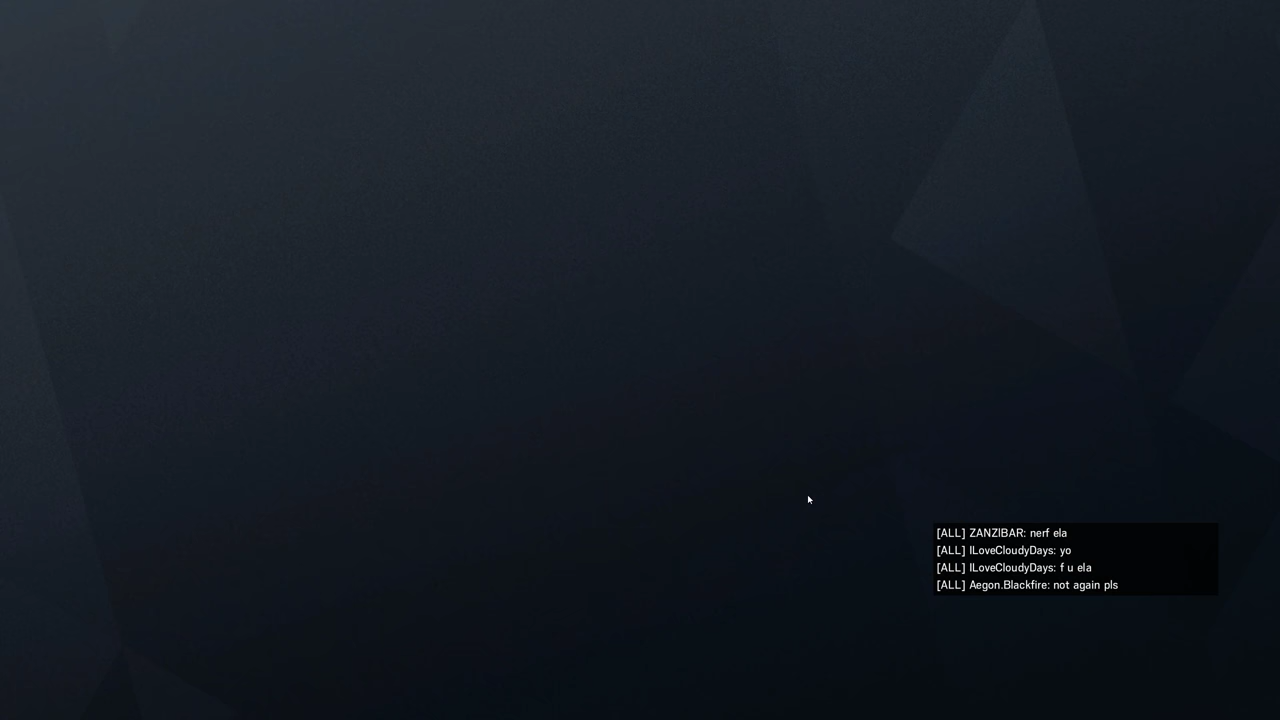 [ALL] ZANZIBAR: nerf ela
[ALL] ILoveCloudyDays: yo
[ALL] ILoveCloudyDays: f u ela
[ALL] Aegon.Blackfire: not again pls